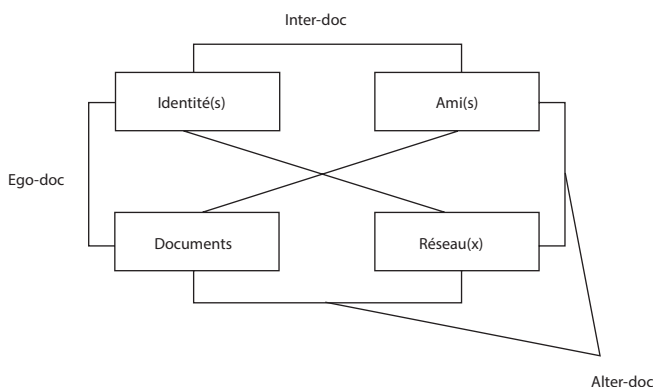 Inter-doc
Identité(s)
Ami(s)
Ego-doc
Documents
Réseau(x)
Alter-doc